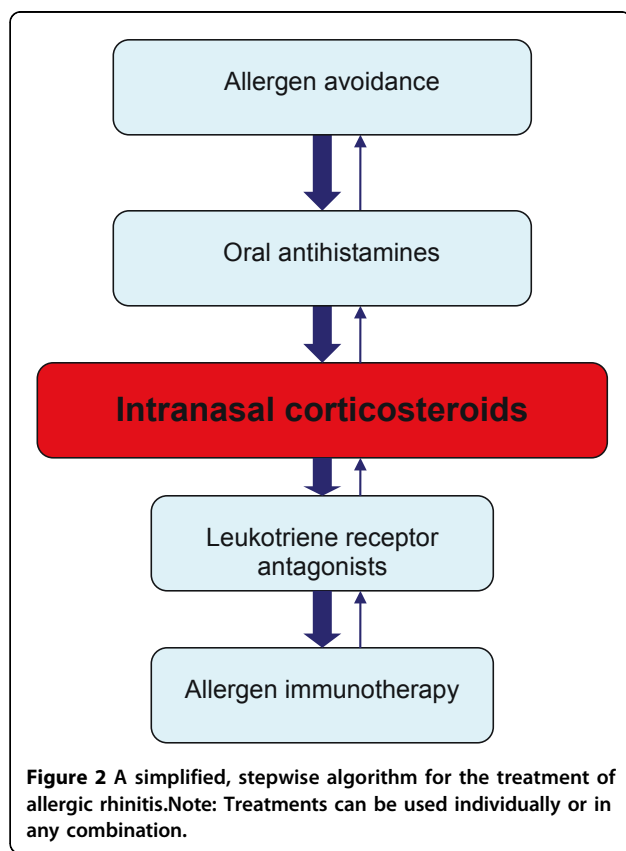 Allergen avoidance
Oral antihistamines
Intranasal corticosteroids
Leukotriene receptor
antagonists
Allergen immunotherapy
Figure 2 A simplified, stepwise algorithm for the treatment of
allergic rhinitis.Note: Treatments can be used individually or in
any combination.